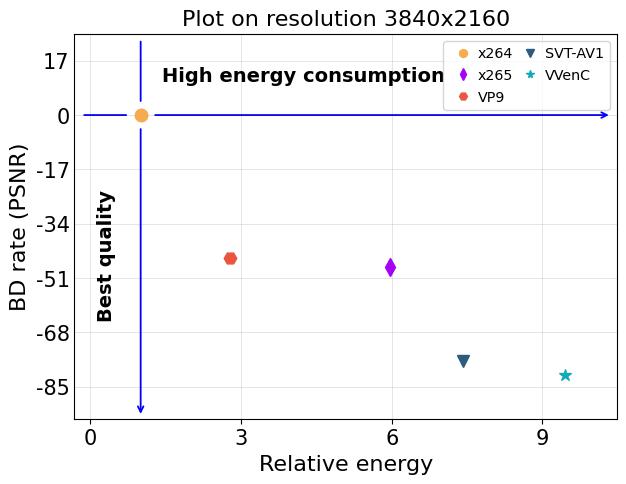 Plot on resolution 3840x2160
High energy consumption
x264
x265
VP9
SVT-AV1
VVenC
17
0
-17
-34
-51
-68
-85
BD rate (PSNR)
Best quality
0 3 6 9
Relative energy